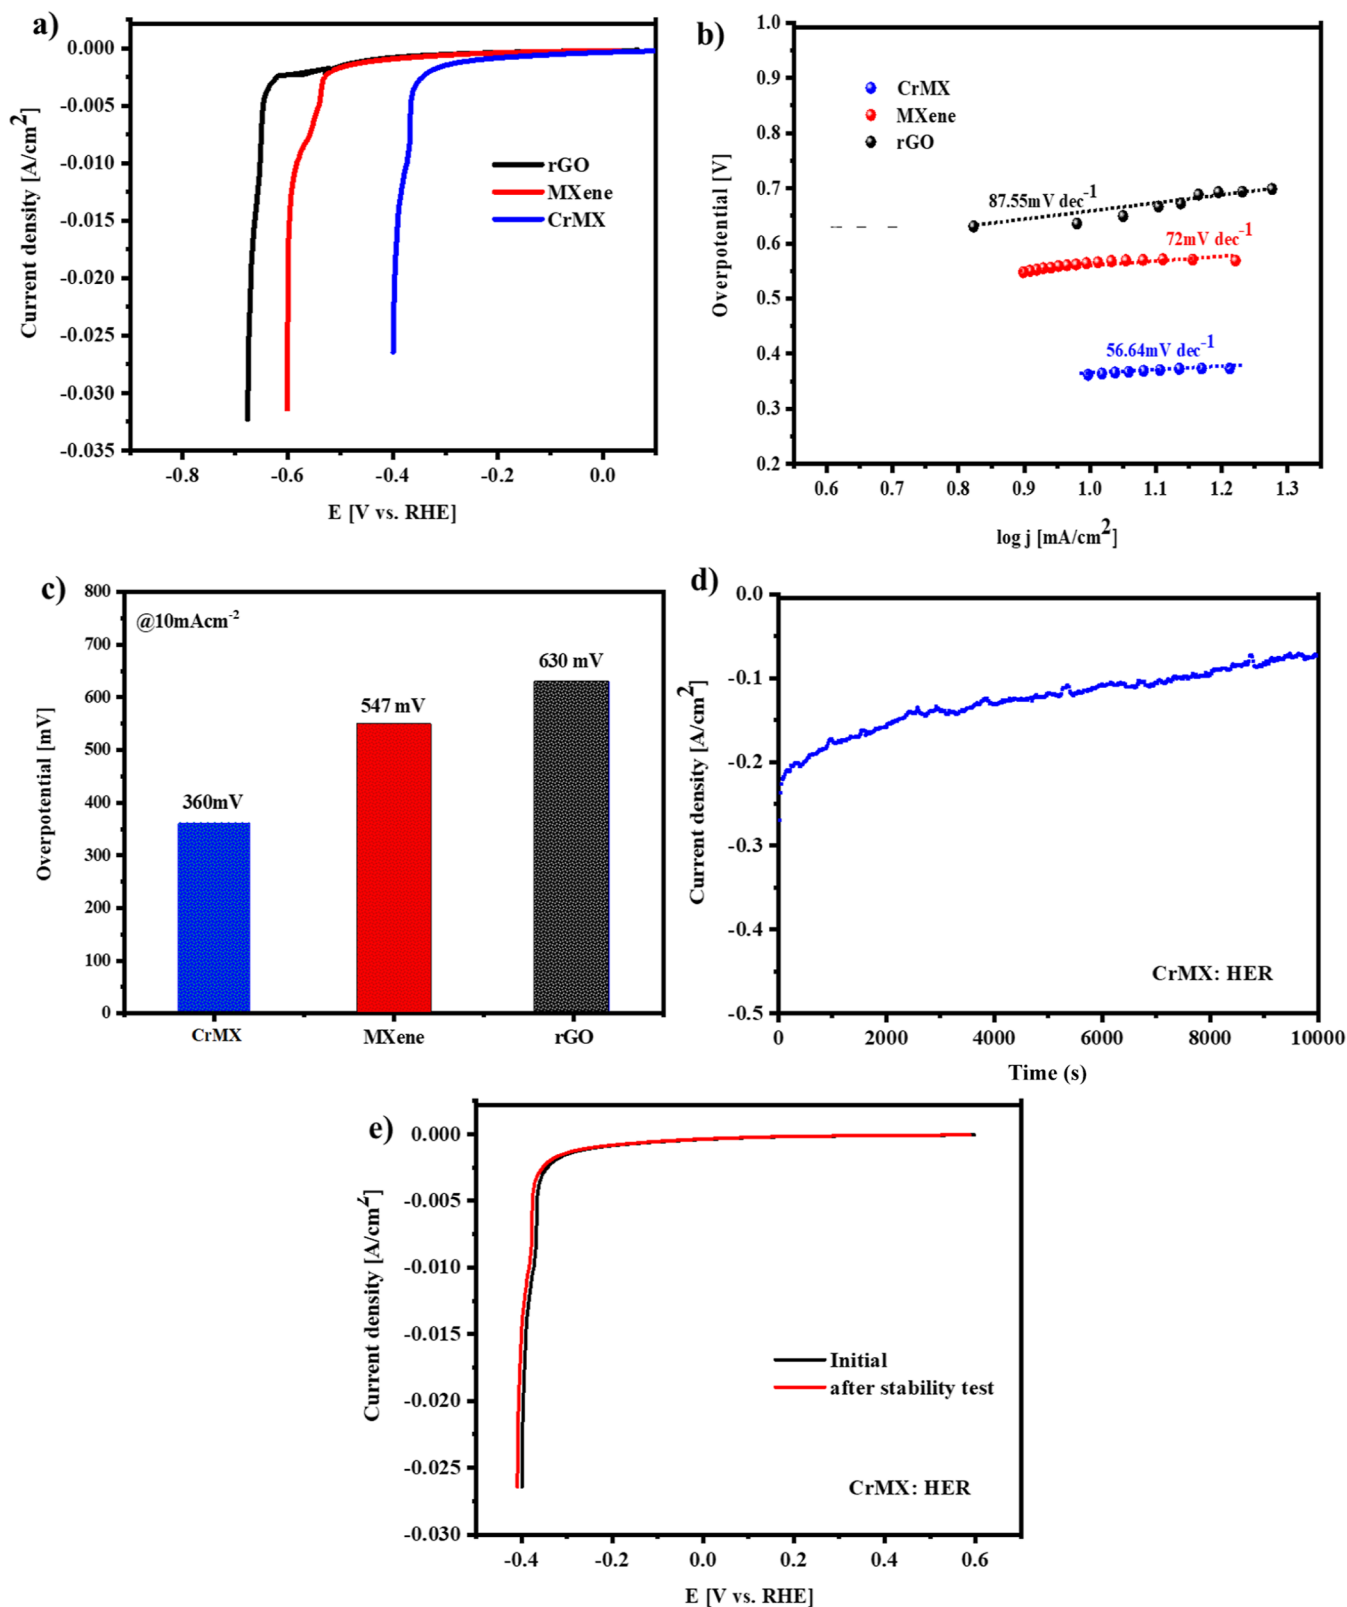 a)
0.000
-0.005
-0.010
-0.015
-0.020
-0.025
-0.030
-0.035
Current density [A/cm²]
rGO
MXene
CrMX
-0.8
-0.6
-0.4
-0.2
0.0
E [V vs. RHE]
b)
1.0
0.9
0.8
0.7
0.6
0.5
0.4
0.3
0.2
Overpotential [V]
CrMX
MXene
rGO
87.55mV dec⁻¹
72mV dec⁻¹
56.64mV dec⁻¹
0.6
0.7
0.8
0.9
1.0
1.1
1.2
1.3
log j [mA/cm²]
c)
800
700
600
500
400
300
200
100
0
Overpotential [mV]
@10mAcm⁻²
360mV
547 mV
630 mV
CrMX
MXene
rGO
d)
0.0
-0.1
-0.2
-0.3
-0.4
-0.5
Current density [A/cm²]
CrMX: HER
0
2000
4000
6000
8000
10000
Time (s)
e)
0.000
-0.005
-0.010
-0.015
-0.020
-0.025
-0.030
Current density [A/cm²]
Initial
after stability test
CrMX: HER
-0.4
-0.2
0.0
0.2
0.4
0.6
E [V vs. RHE]